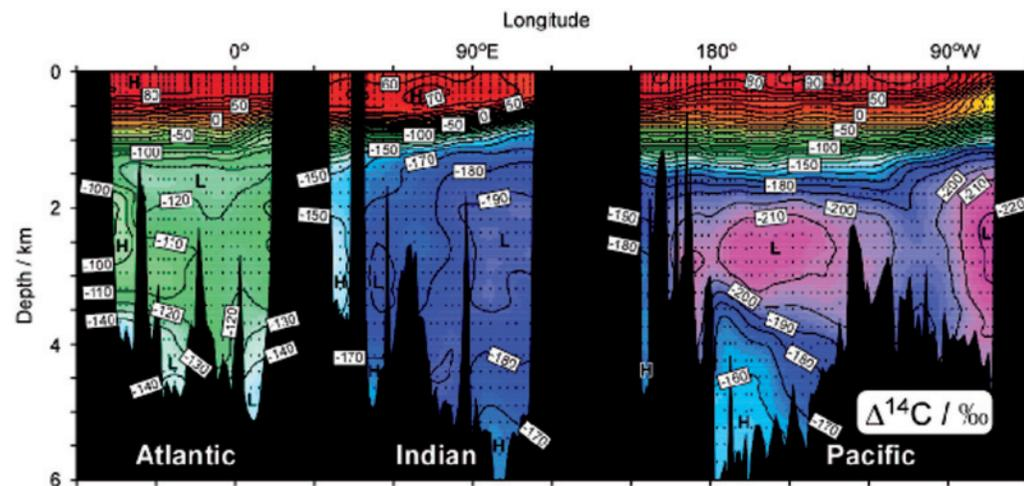 Longitude
0° 90°E 180° 90°W
Depth / km
0
2
4
6
H 80 50 0 -50 -100
-100 L -120
H -110 -100
-110 -120 -120 -130
-140 L -130 -140
-140 L
60 H 70 50
-50 0
-100
-150 -170 -180
-150 -190
-150 L
H L
-170 H -180
-170
H
80 90 H
50
0
-50
-100
-150
-180 -200 -210
-190 -210 -200 -220
-180 L L
-200
-190
-180
H -160
H -170
Δ¹⁴C / ‰
Atlantic Indian Pacific